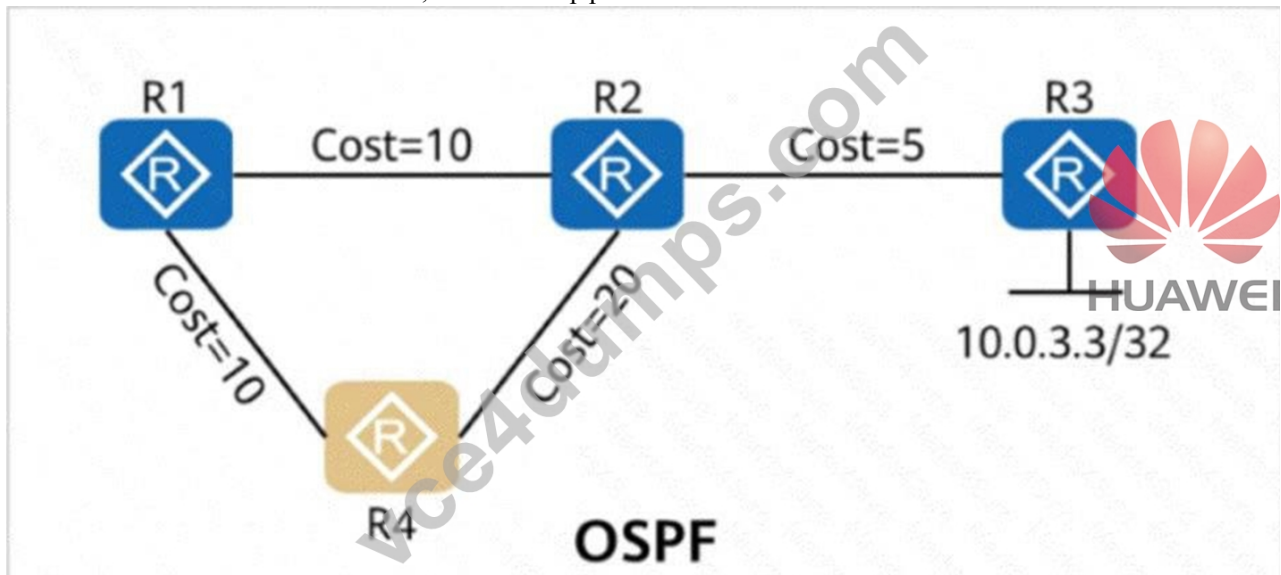 R1
R2
R3
Cost=10
Cost=5
Cost=10
Cost=20
HUAWEI
10.0.3.3/32
R4
OSPF
vce4dumps.com
R
R
R
R